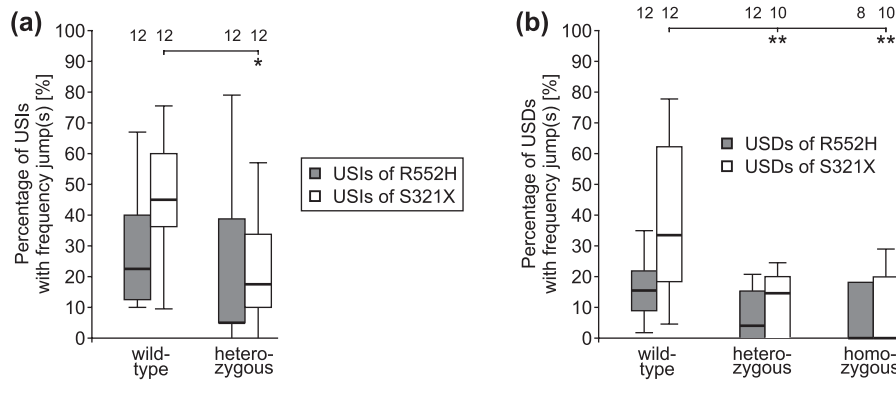 (a)
Percentage of USIs
with frequency jump(s) [%]
100
90
80
70
60
50
40
30
20
10
0
12 12 12 12
*
wild-
type
hetero-
zygous
USIs of R552H
USIs of S321X
(b)
Percentage of USDs
with frequency jump(s) [%]
100
90
80
70
60
50
40
30
20
10
0
12 12 12 10 8 10
** **
USDs of R552H
USDs of S321X
wild-
type
hetero-
zygous
homo-
zygous